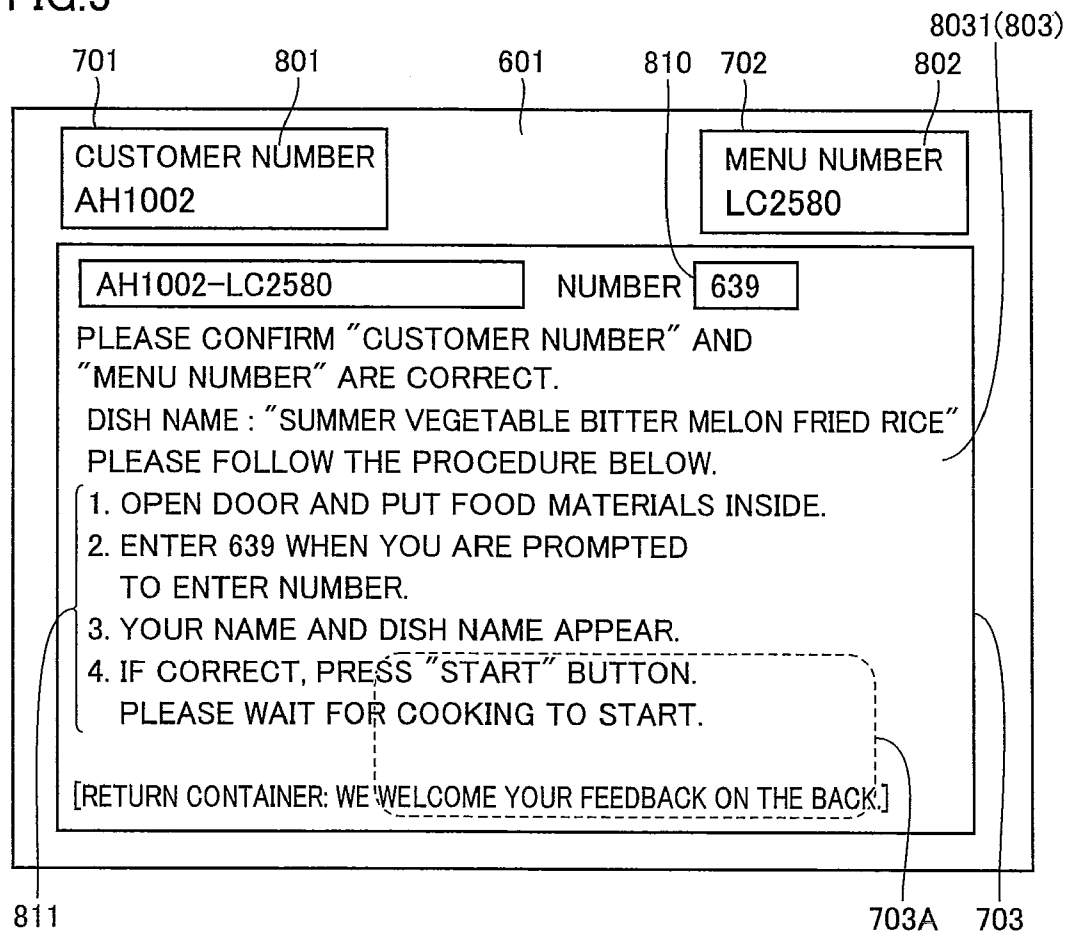 8031(803)
701 801 601 810 702 802
CUSTOMER NUMBER
AH1002
MENU NUMBER
LC2580
AH1002-LC2580
NUMBER 639
PLEASE CONFIRM "CUSTOMER NUMBER" AND
"MENU NUMBER" ARE CORRECT.
DISH NAME : "SUMMER VEGETABLE BITTER MELON FRIED RICE"
PLEASE FOLLOW THE PROCEDURE BELOW.
1. OPEN DOOR AND PUT FOOD MATERIALS INSIDE.
2. ENTER 639 WHEN YOU ARE PROMPTED
TO ENTER NUMBER.
3. YOUR NAME AND DISH NAME APPEAR.
4. IF CORRECT, PRESS "START" BUTTON.
PLEASE WAIT FOR COOKING TO START.
[RETURN CONTAINER: WE WELCOME YOUR FEEDBACK ON THE BACK.]
811 703A 703